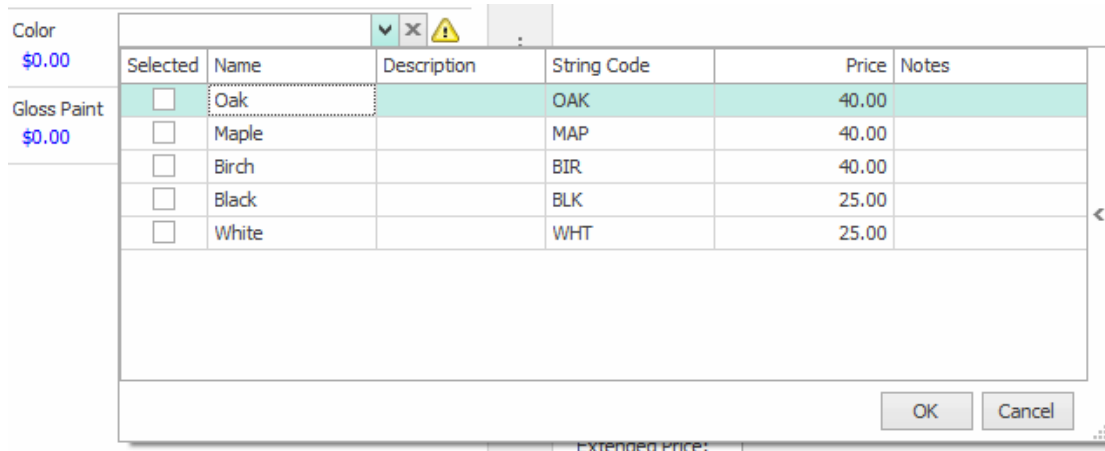 Color
$0.00
Selected Name Description String Code Price Notes
Oak OAK 40.00
Gloss Paint
$0.00
Maple MAP 40.00
Birch BIR 40.00
Black BLK 25.00
White WHT 25.00
OK Cancel
Extended Price: